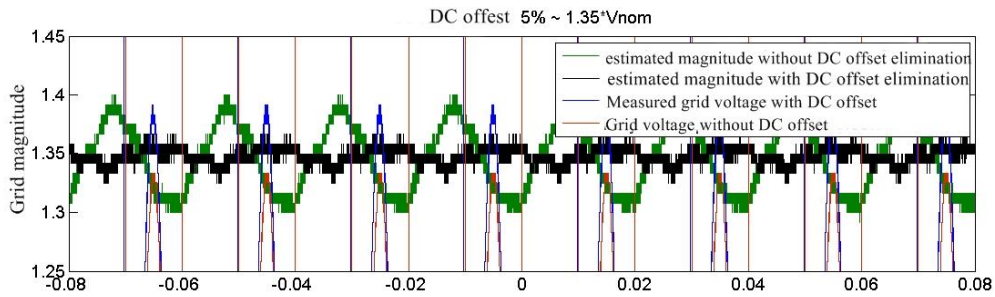 DC offest 5% ~ 1.35*Vnom
1.45
1.4
1.35
1.3
1.25
Grid magnitude
estimated magnitude without DC offset elimination
estimated magnitude with DC offset elimination
Measured grid voltage with DC offset
Grid voltage without DC offset
-0.08 -0.06 -0.04 -0.02 0 0.02 0.04 0.06 0.08